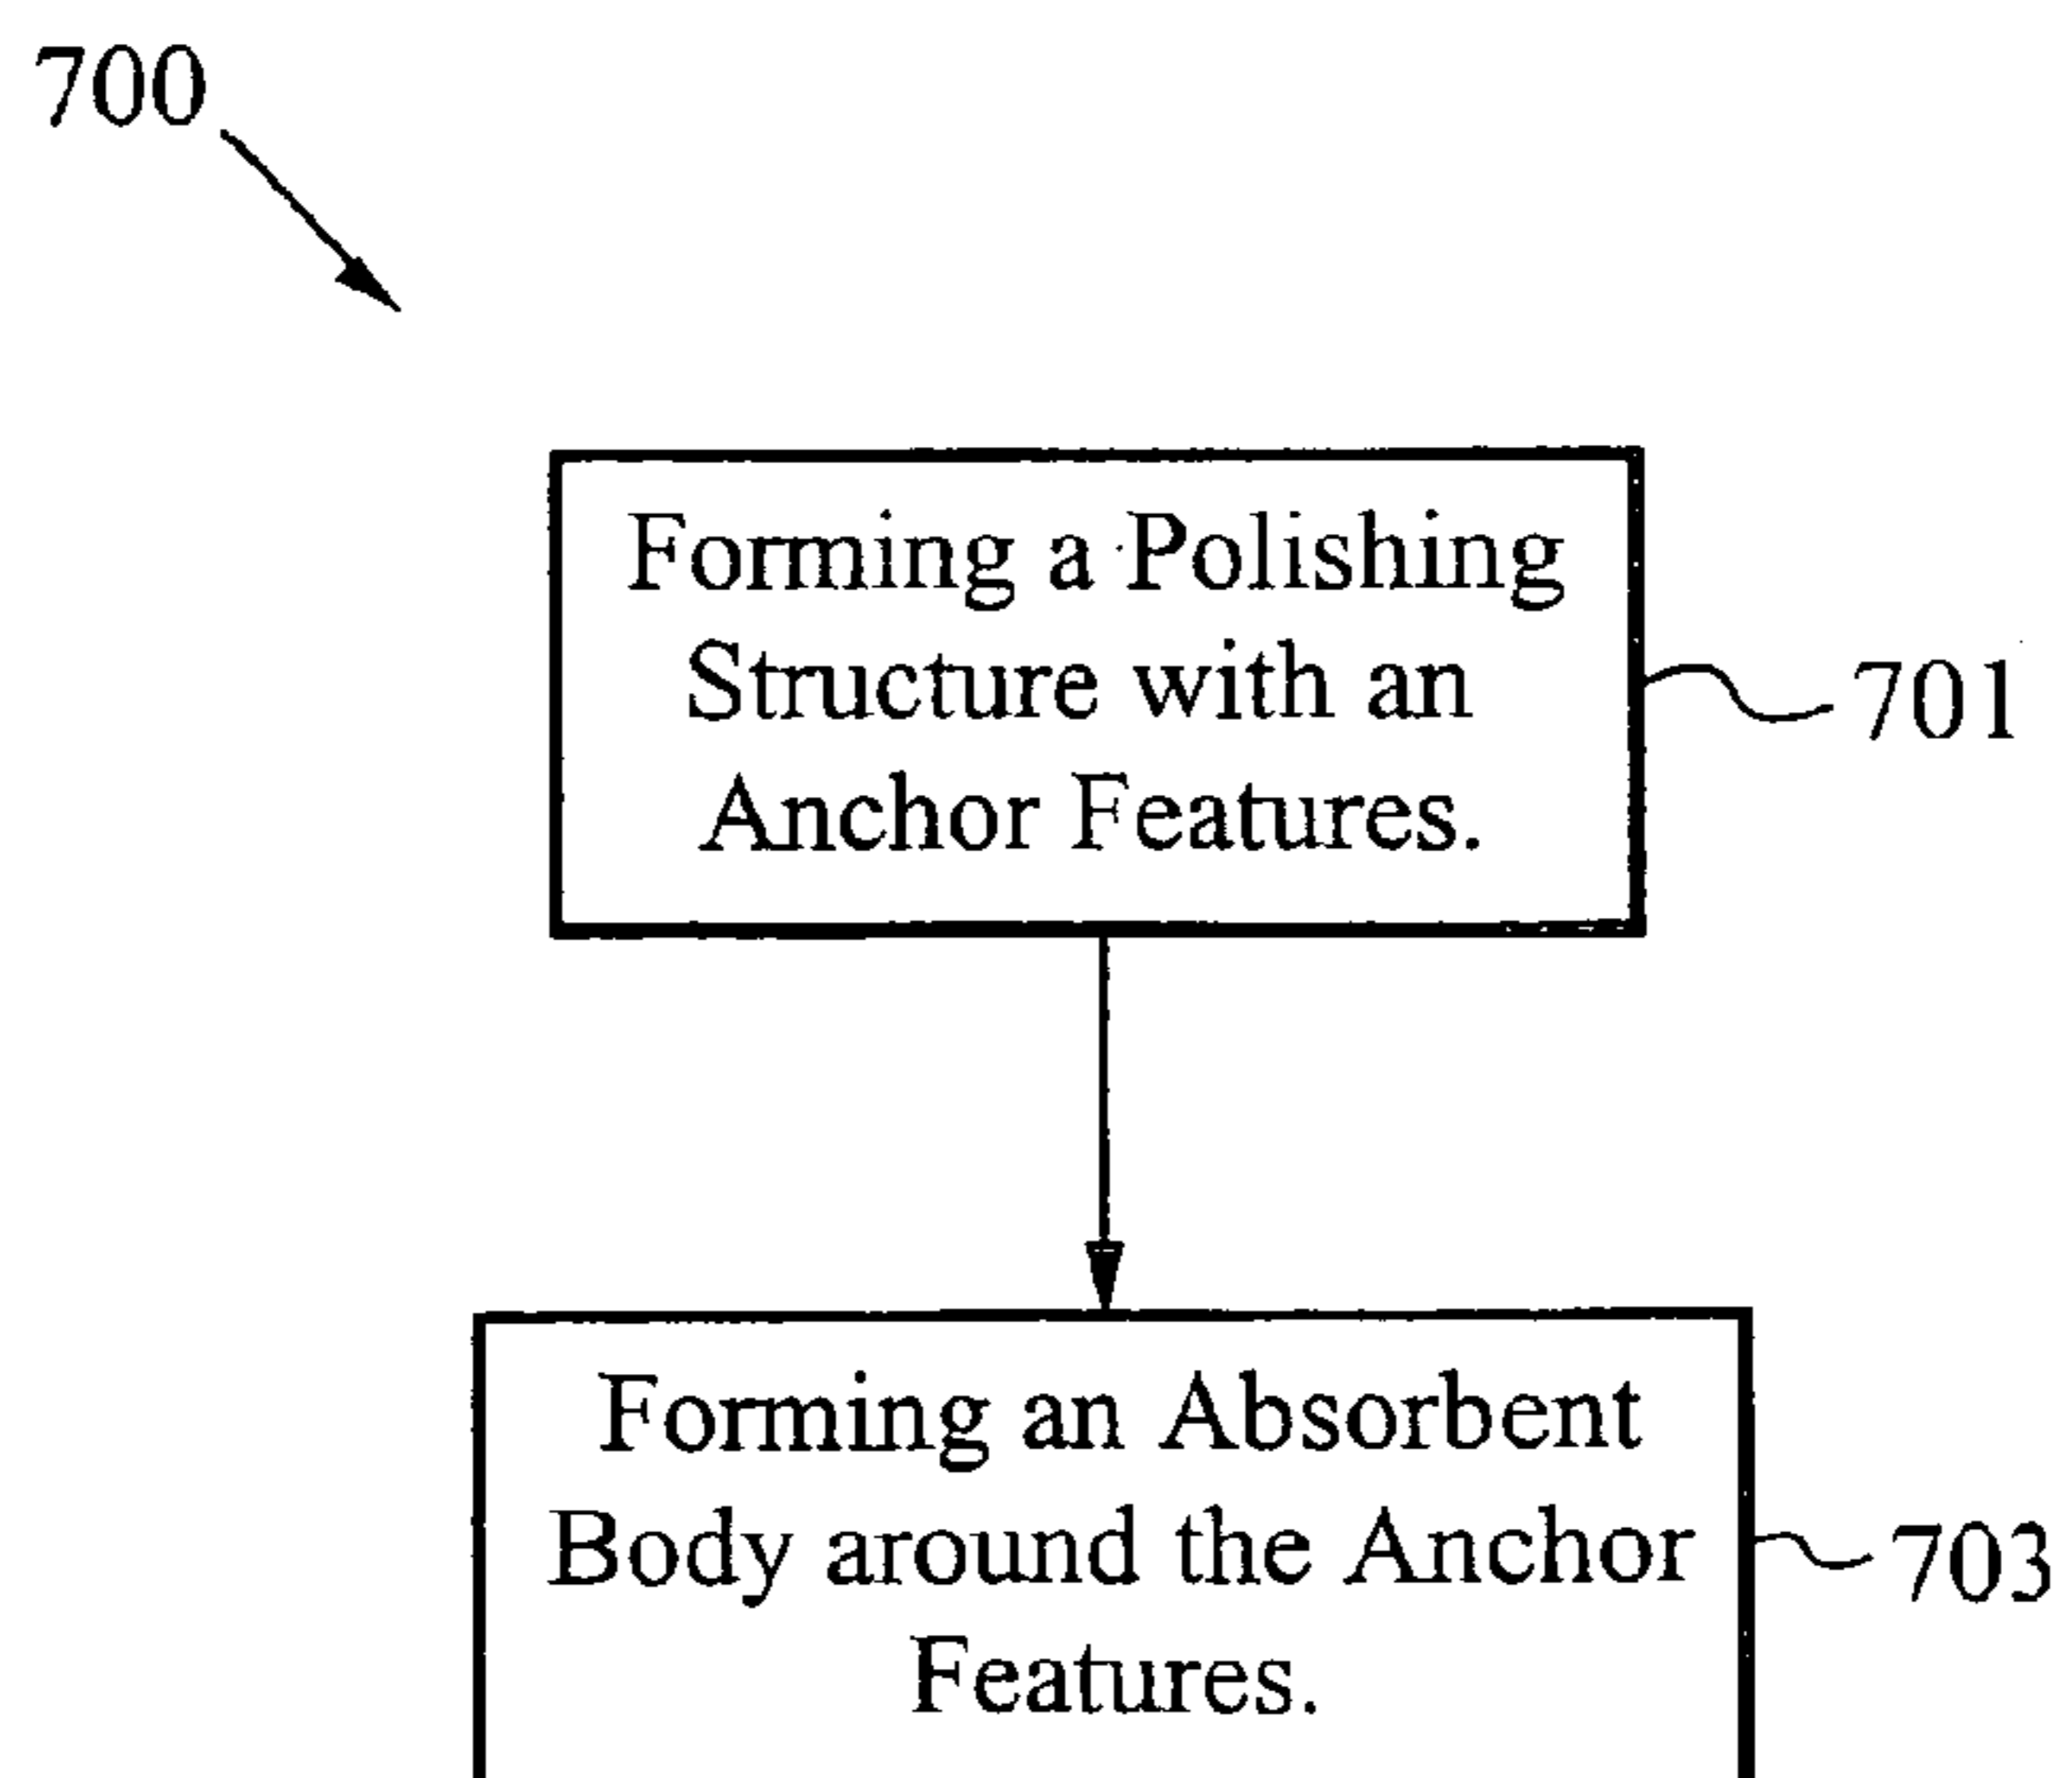 700
Forming a Polishing
Structure with an
Anchor Features.
701
Forming an Absorbent
Body around the Anchor
Features.
703